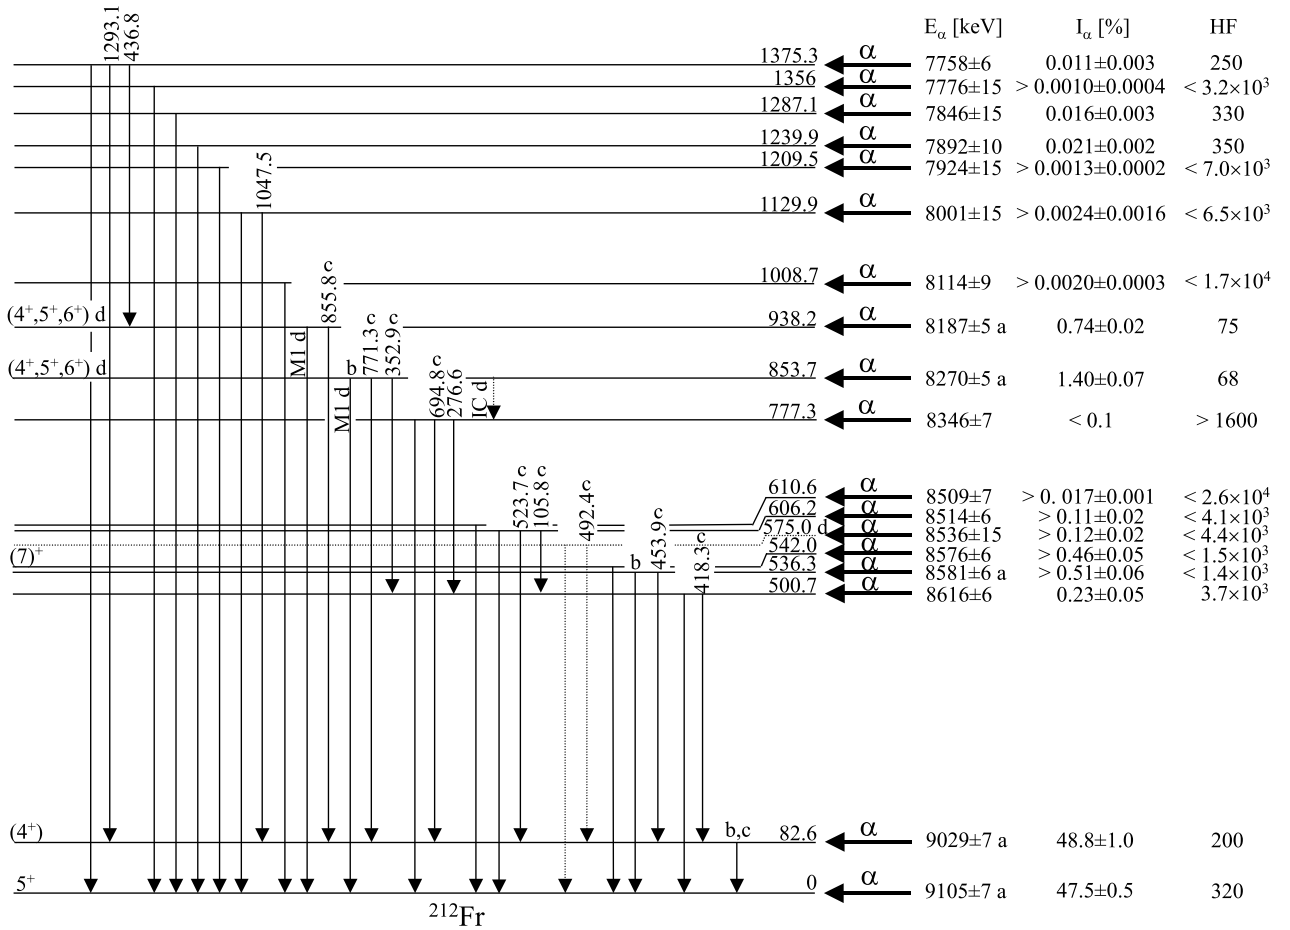 E_α [keV] I_α [%] HF
1293.1
436.8
1375.3 α 7758±6 0.011±0.003 250
1356 α 7776±15 > 0.0010±0.0004 < 3.2×10³
1287.1 α 7846±15 0.016±0.003 330
1239.9 α 7892±10 0.021±0.002 350
1209.5 α 7924±15 > 0.0013±0.0002 < 7.0×10³
1047.5
1129.9 α 8001±15 > 0.0024±0.0016 < 6.5×10³
1008.7 α 8114±9 > 0.0020±0.0003 < 1.7×10⁴
855.8 c
(4⁺,5⁺,6⁺) d 938.2 α 8187±5 a 0.74±0.02 75
M1 d
b
771.3 c
352.9 c
(4⁺,5⁺,6⁺) d 853.7 α 8270±5 a 1.40±0.07 68
M1 d
694.8 c
276.6
IC d
777.3 α 8346±7 < 0.1 > 1600
523.7 c
105.8 c
492.4 c
610.6 α 8509±7 > 0. 017±0.001 < 2.6×10⁴
606.2 α 8514±6 > 0.11±0.02 < 4.1×10³
575.0 d α 8536±15 > 0.12±0.02 < 4.4×10³
(7)⁺ 542.0 α 8576±6 > 0.46±0.05 < 1.5×10³
b
453.9 c
418.3 c
536.3 α 8581±6 a > 0.51±0.06 < 1.4×10³
500.7 α 8616±6 0.23±0.05 3.7×10³
(4⁺) b,c 82.6 α 9029±7 a 48.8±1.0 200
5⁺ 0 α 9105±7 a 47.5±0.5 320
²¹²Fr